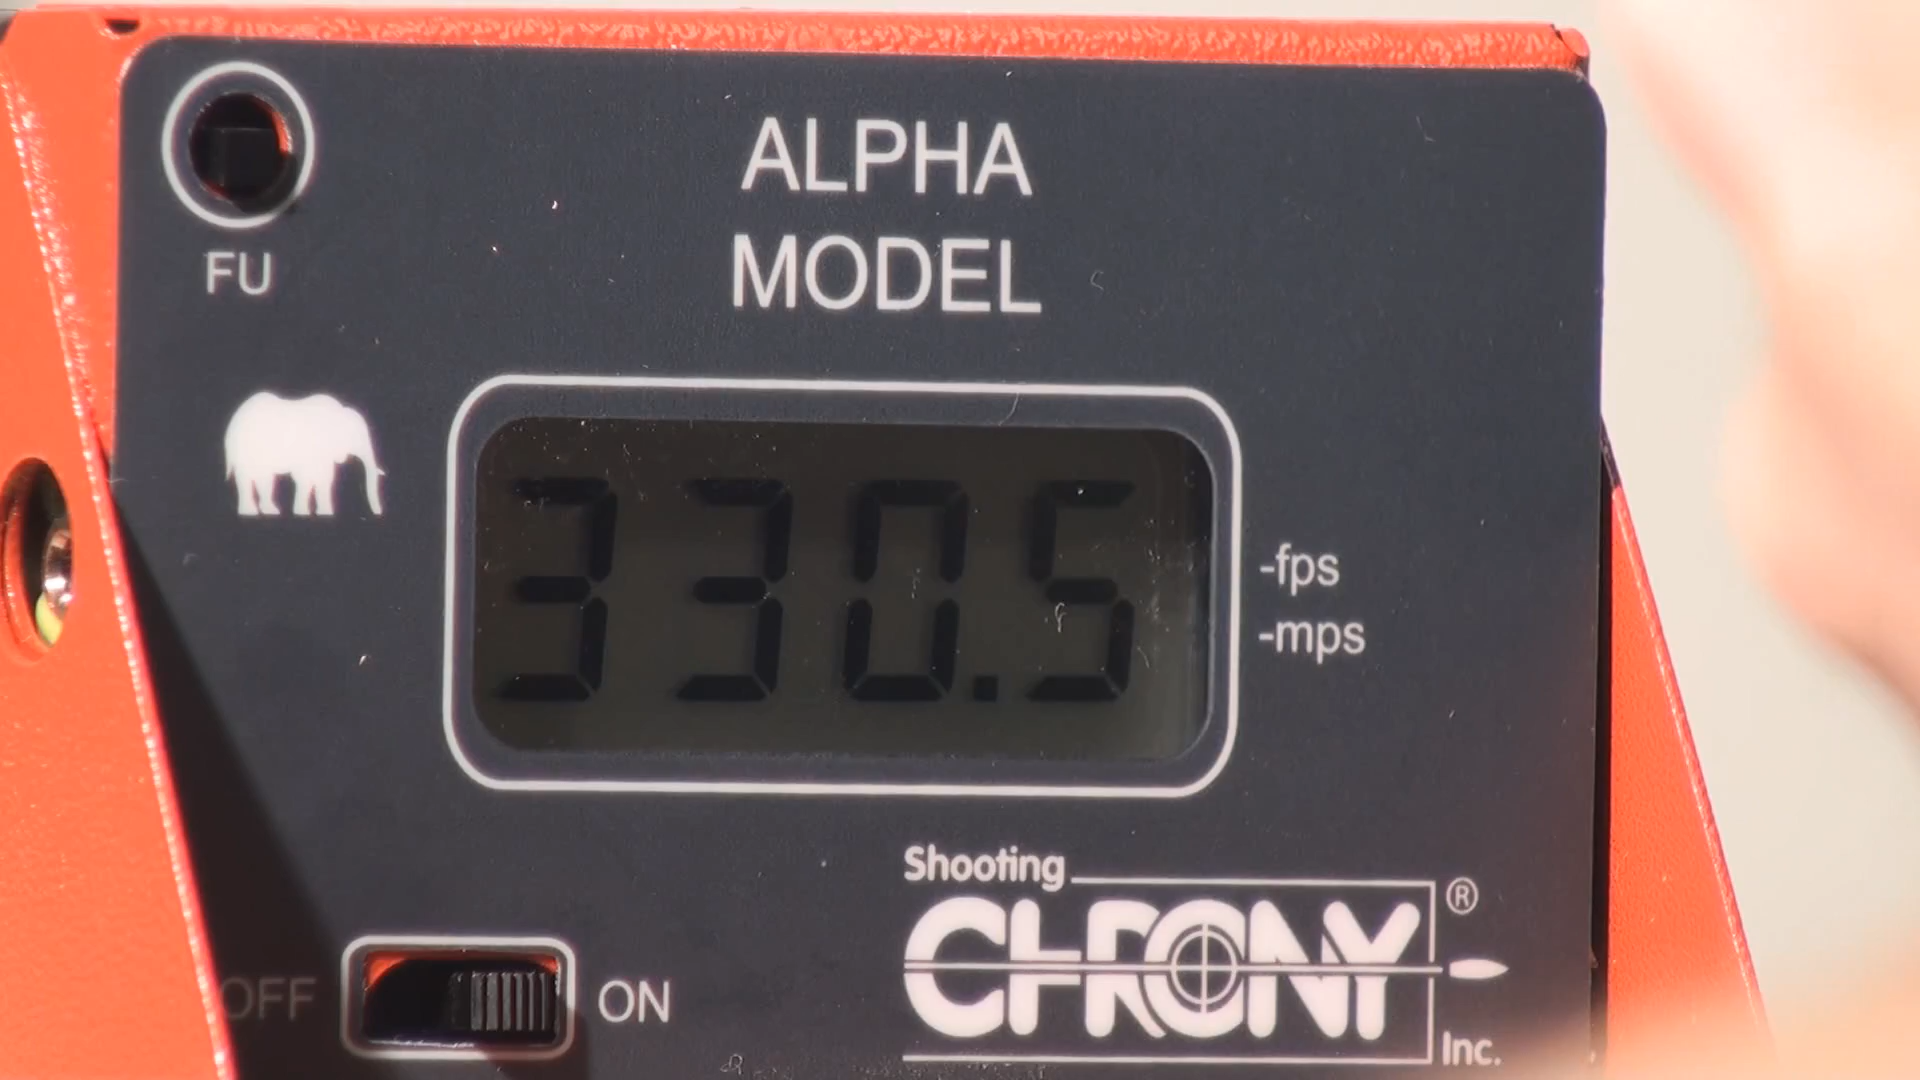 ALPHA
MODEL
FU
330.5
-fps
-mps
Shooting
CHRONY®
Inc.
OFF
ON